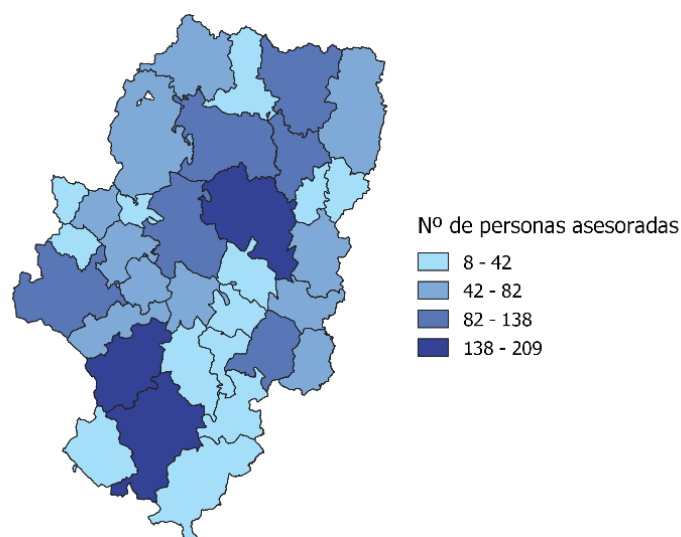 Nº de personas asesoradas
8 - 42
42 - 82
82 - 138
138 - 209